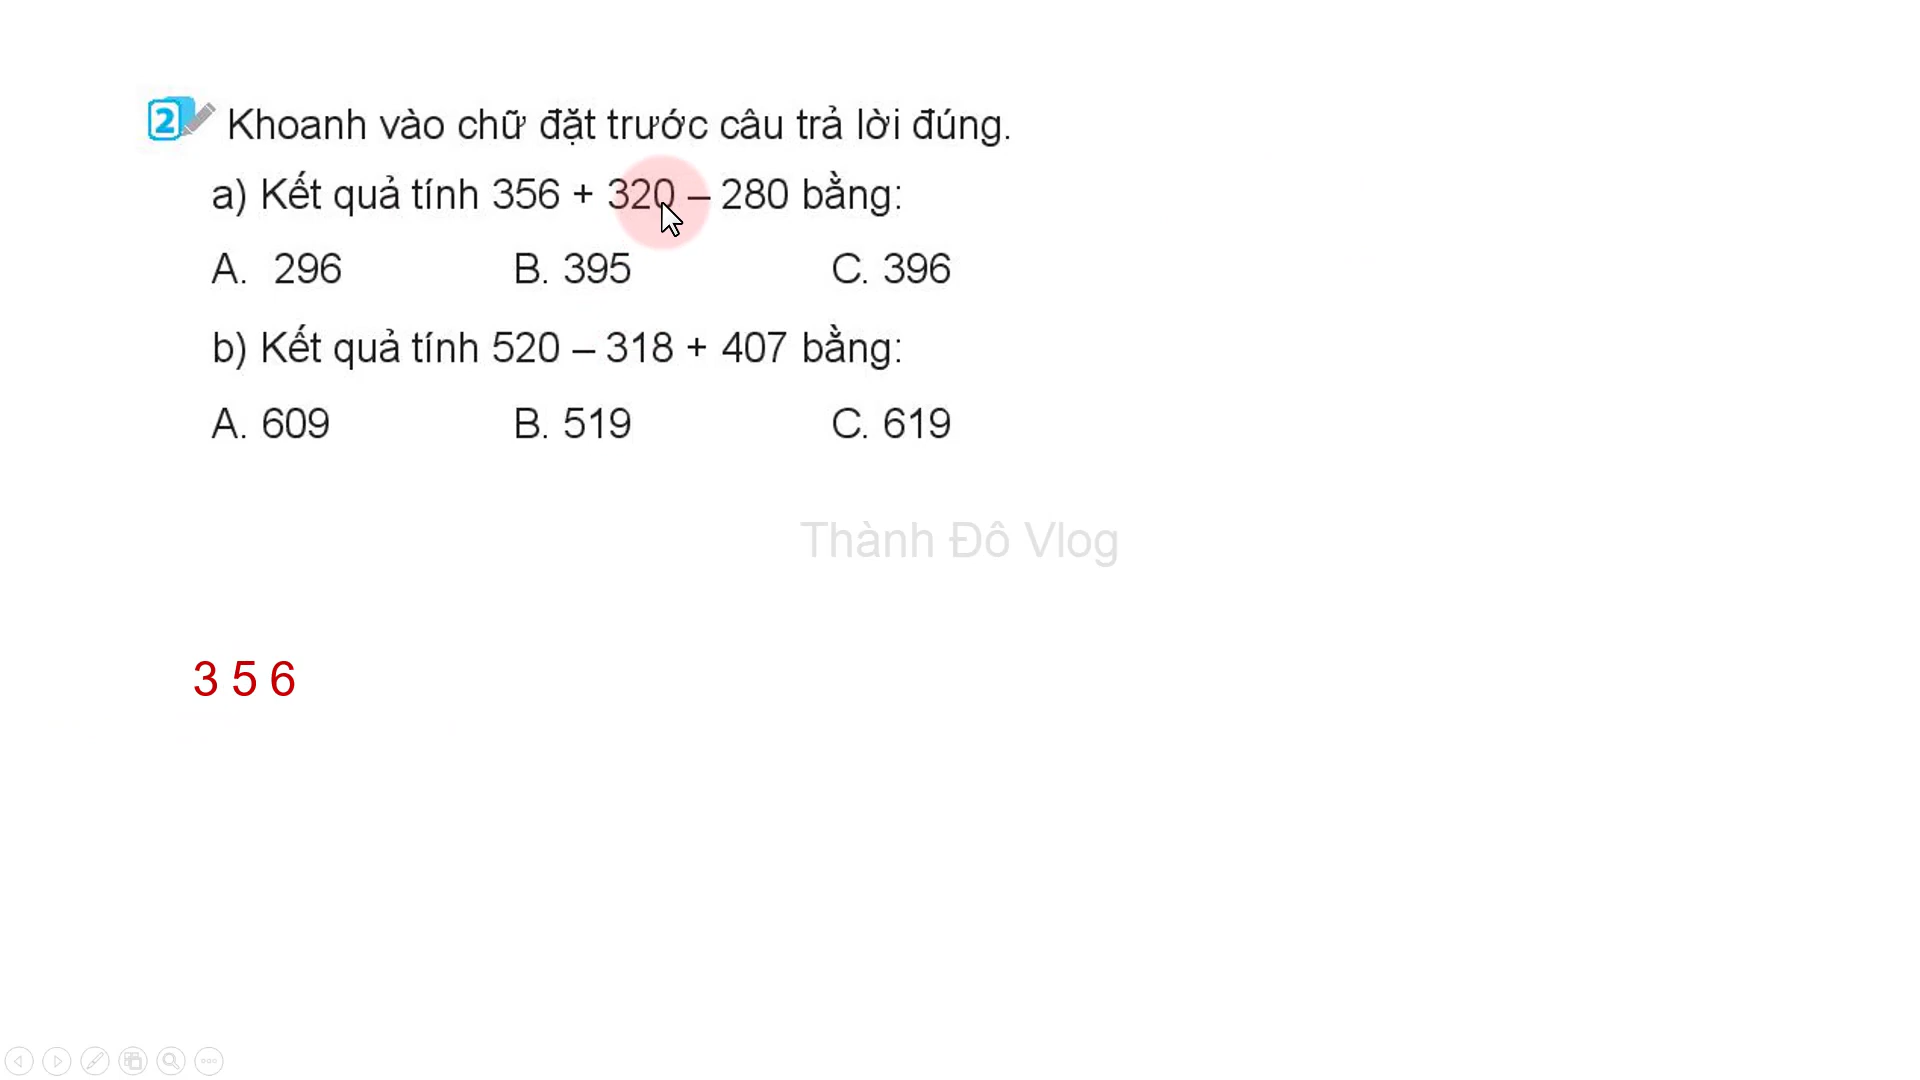 2 Khoanh vào chữ đặt trước câu trả lời đúng.
a) Kết quả tính 356 + 320 – 280 bằng:
A. 296 B. 395 C. 396
b) Kết quả tính 520 – 318 + 407 bằng:
A. 609 B. 519 C. 619
Thành Đô Vlog
3 5 6